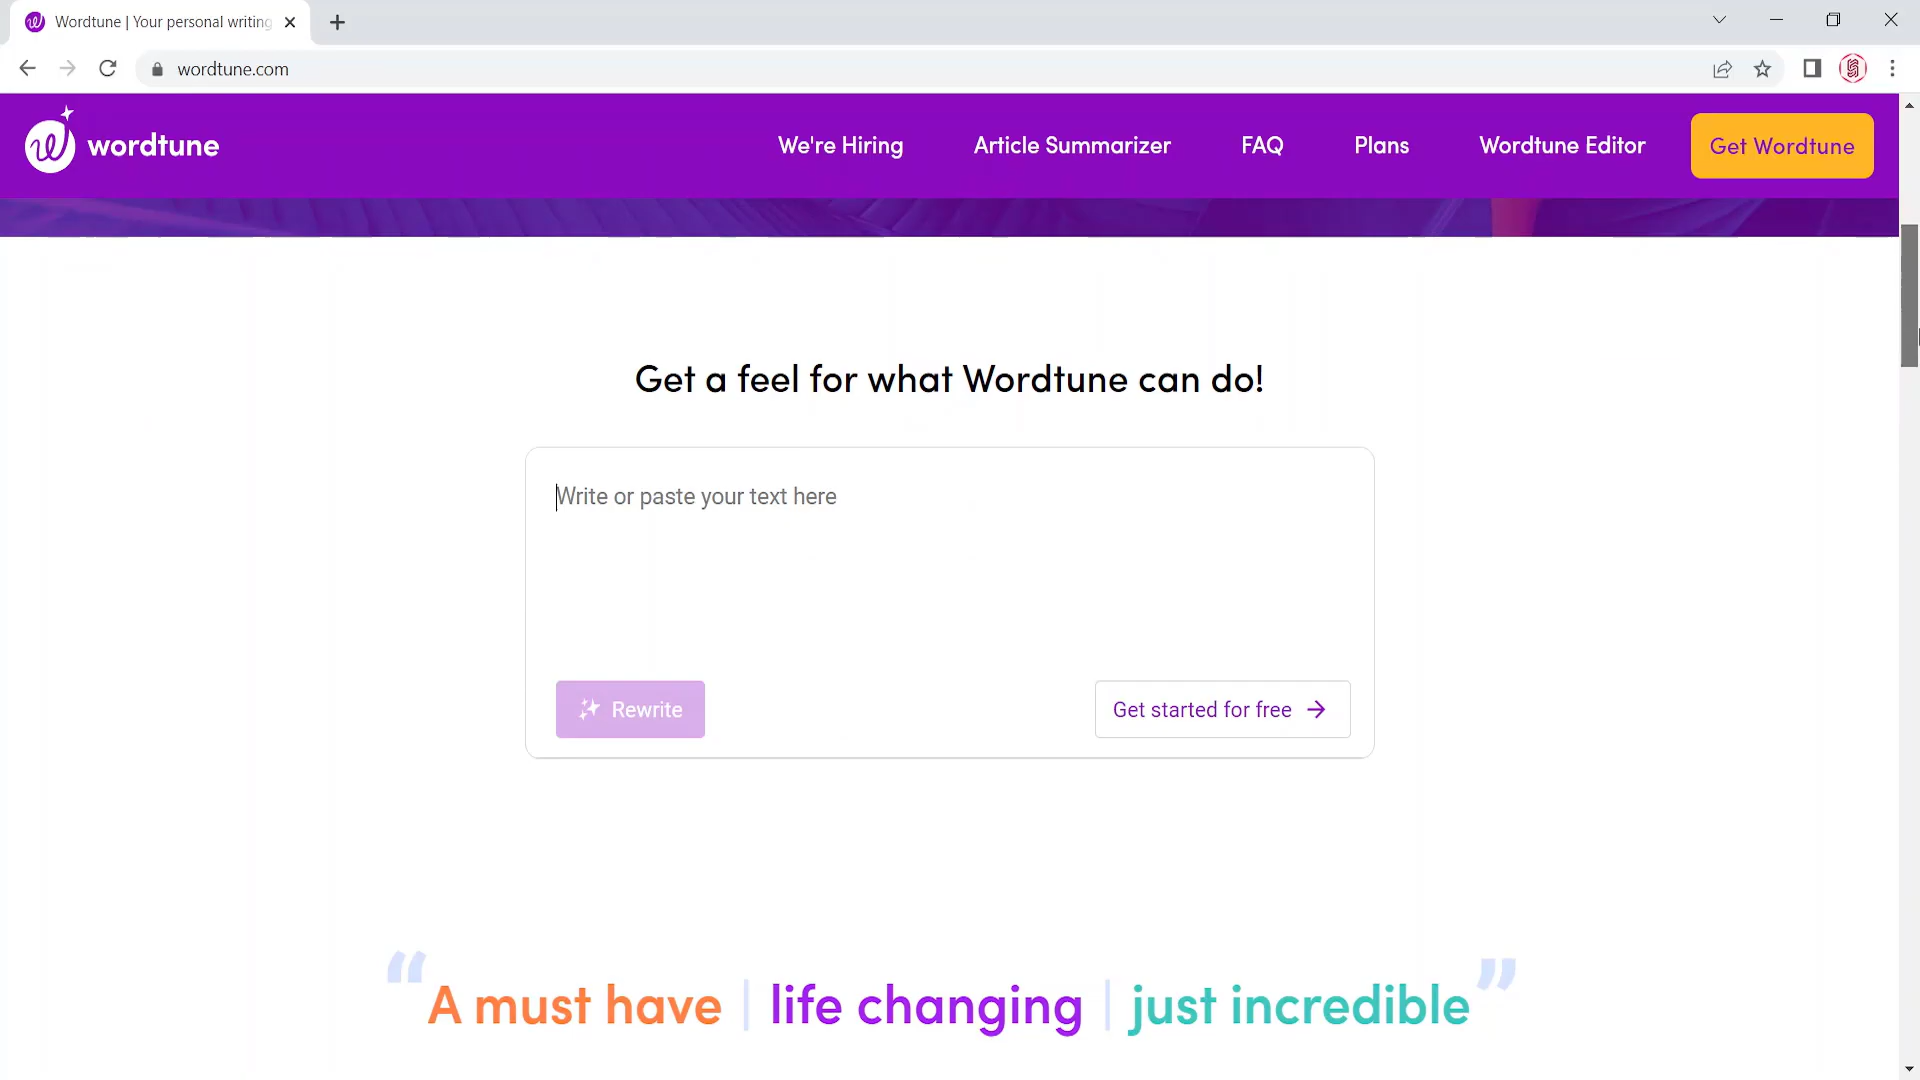 Wordtune | Your personal writing
wordtune.com
wordtune
We're Hiring
Article Summarizer
FAQ
Plans
Wordtune Editor
Get Wordtune
Get a feel for what Wordtune can do!
Write or paste your text here
Rewrite
Get started for free
“A must have | life changing | just incredible”